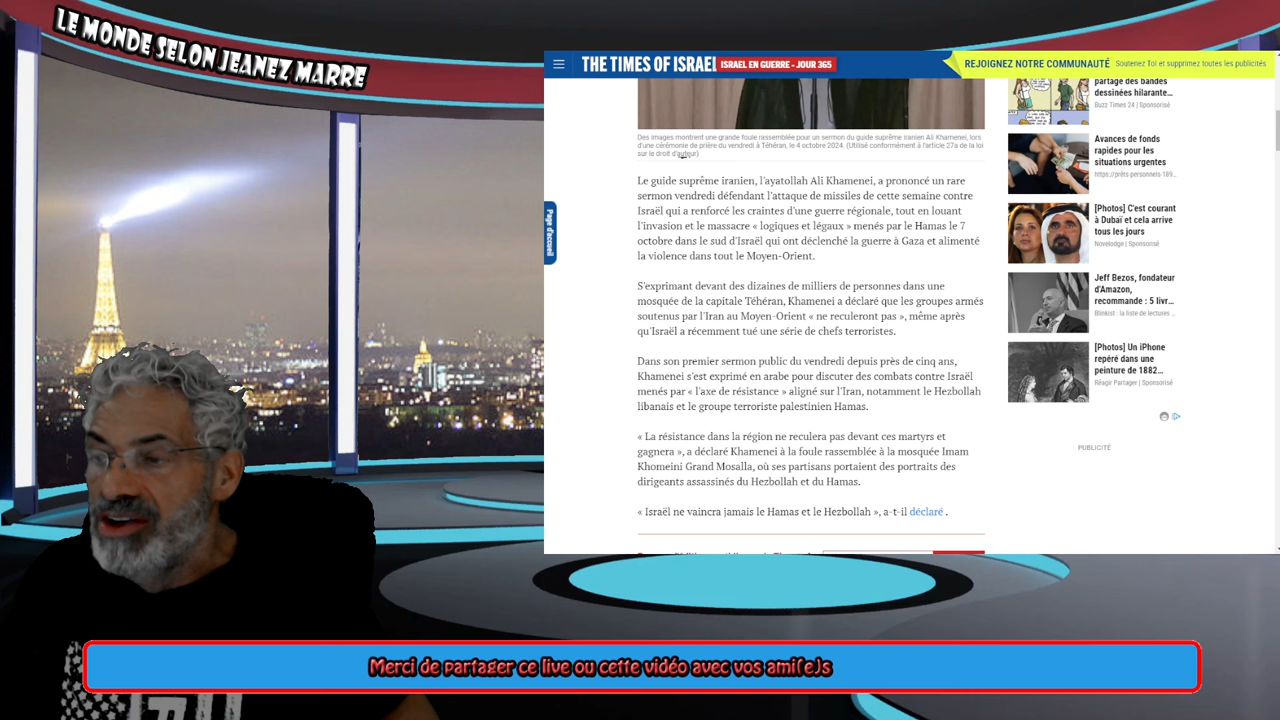 LE MONDE SELON JEANEZ MARRE
THE TIMES OF ISRAEL
ISRAEL EN GUERRE - JOUR 365
REJOIGNEZ NOTRE COMMUNAUTÉ
Soutenez ToI et supprimez toutes les publicités
Page d'accueil
Des images montrent une grande foule rassemblée pour un sermon du guide suprême iranien Ali Khamenei, lors
d'une cérémonie de prière du vendredi à Téhéran, le 4 octobre 2024. (Utilisé conformément à l'article 27a de la loi
sur le droit d'auteur)
Le guide suprême iranien, l'ayatollah Ali Khamenei, a prononcé un rare
sermon vendredi défendant l'attaque de missiles de cette semaine contre
Israël qui a renforcé les craintes d'une guerre régionale, tout en louant
l'invasion et le massacre « logiques et légaux » menés par le Hamas le 7
octobre dans le sud d'Israël qui ont déclenché la guerre à Gaza et alimenté
la violence dans tout le Moyen-Orient.
S'exprimant devant des dizaines de milliers de personnes dans une
mosquée de la capitale Téhéran, Khamenei a déclaré que les groupes armés
soutenus par l'Iran au Moyen-Orient « ne reculeront pas », même après
qu'Israël a récemment tué une série de chefs terroristes.
Dans son premier sermon public du vendredi depuis près de cinq ans,
Khamenei s'est exprimé en arabe pour discuter des combats contre Israël
menés par « l'axe de résistance » aligné sur l'Iran, notamment le Hezbollah
libanais et le groupe terroriste palestinien Hamas.
« La résistance dans la région ne reculera pas devant ces martyrs et
gagnera », a déclaré Khamenei à la foule rassemblée à la mosquée Imam
Khomeini Grand Mosalla, où ses partisans portaient des portraits des
dirigeants assassinés du Hezbollah et du Hamas.
« Israël ne vaincra jamais le Hamas et le Hezbollah », a-t-il déclaré .
partage des bandes
dessinées hilarante...
Buzz Times 24 | Sponsorisé
Avances de fonds
rapides pour les
situations urgentes
https://prêts-personnels-189...
[Photos] C'est courant
à Dubaï et cela arrive
tous les jours
Novelodge | Sponsorisé
Jeff Bezos, fondateur
d'Amazon,
recommande : 5 livr...
Blinkist : la liste de lectures ...
[Photos] Un iPhone
repéré dans une
peinture de 1882...
Réagir Partager | Sponsorisé
PUBLICITÉ
Merci de partager ce live ou cette vidéo avec vos ami(e)s